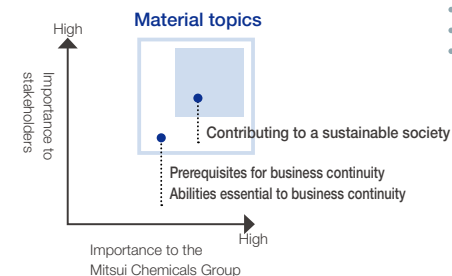 Material topics
High
Importance to
stakeholders
Contributing to a sustainable society
Prerequisites for business continuity
Abilities essential to business continuity
High
Importance to the
Mitsui Chemicals Group